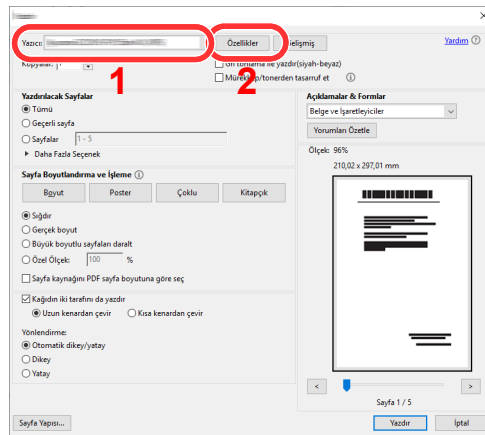 Yazıcı: Özellikler Gelişmiş Yardım
Kopyalar: Gri tonlama ile yazdır(siyah-beyaz)
Mürekkep/tonerden tasarruf et
1 2
Yazdırılacak Sayfalar
Tümü
Geçerli sayfa
Sayfalar 1 - 5
Daha Fazla Seçenek
Açıklamalar & Formlar
Belge ve İşaretleyiciler
Yorumları Özetle
Ölçek: 96%
210,02 x 297,01 mm
Sayfa Boyutlandırma ve İşleme
Boyut Poster Çoklu Kitapçık
Sığdır
Gerçek boyut
Büyük boyutlu sayfaları daralt
Özel Ölçek: 100 %
Sayfa kaynağını PDF sayfa boyutuna göre seç
Kağıdın iki tarafını da yazdır
Uzun kenardan çevir Kısa kenardan çevir
Yönlendirme:
Otomatik dikey/yatay
Dikey
Yatay
< >
Sayfa 1 / 5
Sayfa Yapısı... Yazdır İptal